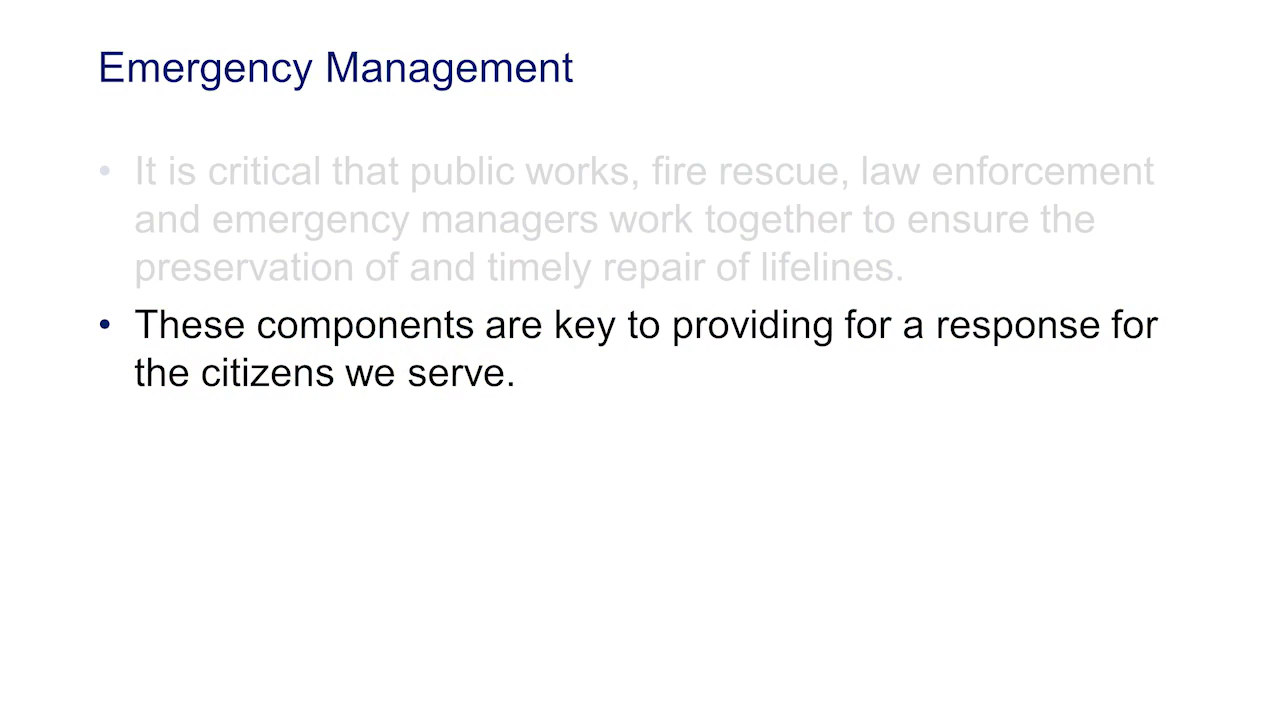 Emergency Management
• It is critical that public works, fire rescue, law enforcement
and emergency managers work together to ensure the
preservation of and timely repair of lifelines.
• These components are key to providing for a response for
the citizens we serve.